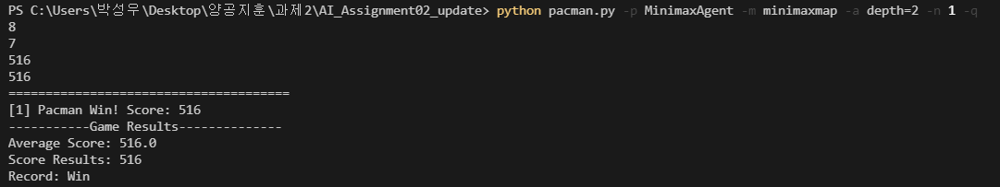 PS C:\Users\박성우\Desktop\양공지훈\과제2\AI_Assignment02_update> python pacman.py -p MinimaxAgent -m minimaxmap -a depth=2 -n 1 -q
8
7
516
516
======================================
[1] Pacman Win! Score: 516
-----------Game Results--------------
Average Score: 516.0
Score Results: 516
Record: Win